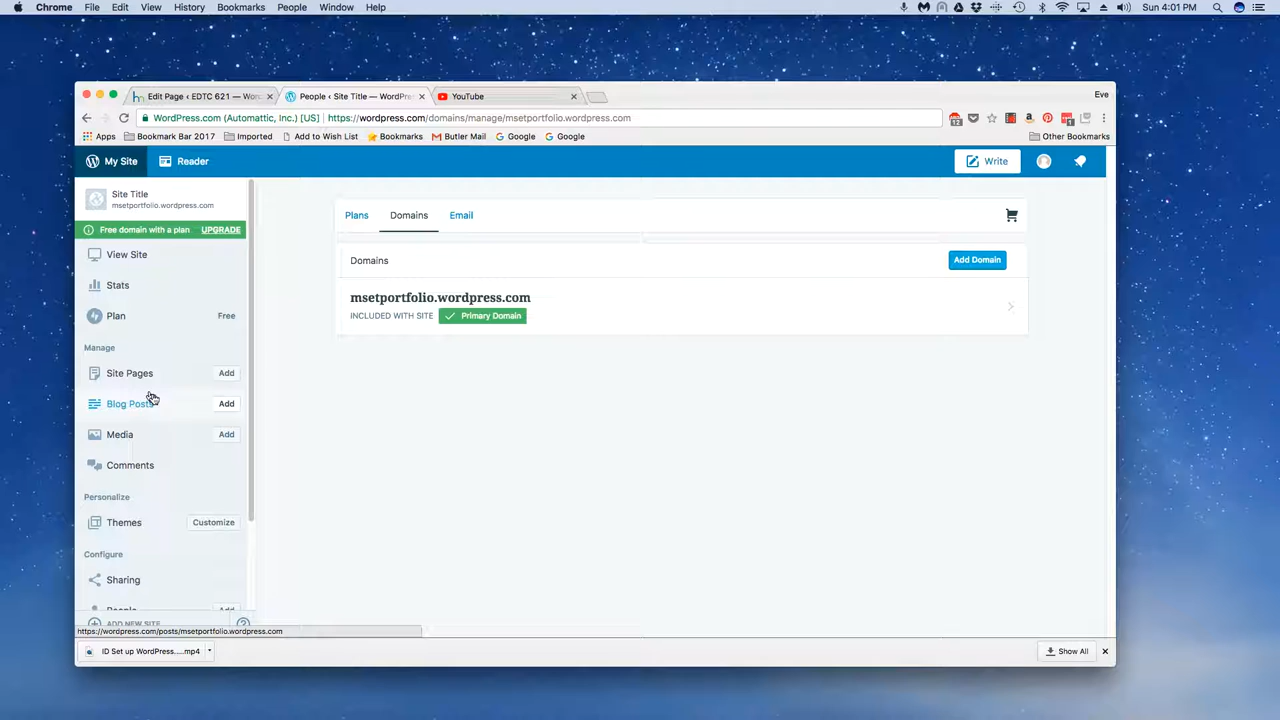 Chrome File Edit View History Bookmarks People Window Help Sun 4:01 PM
Edit Page ‹ EDTC 621 — Wor People ‹ Site Title — WordPre YouTube Eve
WordPress.com (Automattic, Inc.) [US] https://wordpress.com/domains/manage/msetportfolio.wordpress.com 12
Apps Bookmark Bar 2017 Imported Add to Wish List Bookmarks Butler Mail Google Google Other Bookmarks
My Site Reader Write
Site Title
msetportfolio.wordpress.com
Free domain with a plan UPGRADE
Plans Domains Email
View Site
Domains Add Domain
Stats
msetportfolio.wordpress.com
INCLUDED WITH SITE Primary Domain
Plan Free
Manage
Site Pages Add
Blog Posts Add
Media Add
Comments
Personalize
Themes Customize
Configure
Sharing
People Add
ADD NEW SITE
https://wordpress.com/posts/msetportfolio.wordpress.com
ID Set up WordPress....mp4 Show All